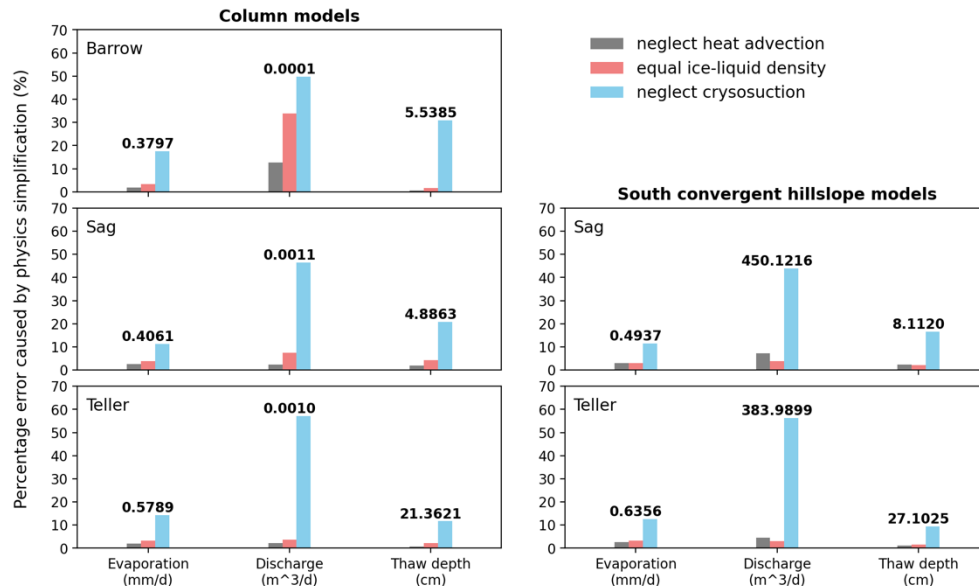 Column models
Percentage error caused by physics simplification (%)
neglect heat advection
equal ice-liquid density
neglect crysosuction
Barrow
70
60
50
40
30
20
10
0
0.3797
0.0001
5.5385
Sag
70
60
50
40
30
20
10
0
0.4061
0.0011
4.8863
Teller
70
60
50
40
30
20
10
0
0.5789
0.0010
21.3621
Evaporation
(mm/d)
Discharge
(m^3/d)
Thaw depth
(cm)
South convergent hillslope models
Sag
70
60
50
40
30
20
10
0
0.4937
450.1216
8.1120
Teller
70
60
50
40
30
20
10
0
0.6356
383.9899
27.1025
Evaporation
(mm/d)
Discharge
(m^3/d)
Thaw depth
(cm)